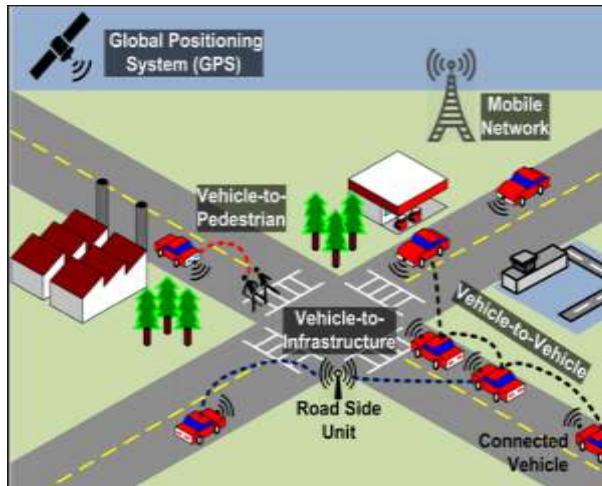 Global Positioning
System (GPS)
Mobile
Network
Vehicle-to-
Pedestrian
Vehicle-to-
Infrastructure
Vehicle-to-Vehicle
Road Side
Unit
Connected
Vehicle